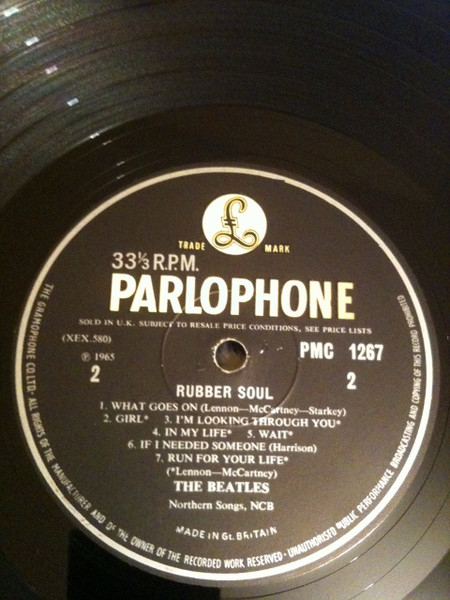 £
TRADE MARK
33⅓ R.P.M.
PARLOPHONE
SOLD IN U.K. SUBJECT TO RESALE PRICE CONDITIONS, SEE PRICE LISTS
(XEX.580)
PMC 1267
℗ 1965
2
2
RUBBER SOUL
1. WHAT GOES ON (Lennon—McCartney—Starkey)
2. GIRL* 3. I'M LOOKING THROUGH YOU*
4. IN MY LIFE* 5. WAIT*
6. IF I NEEDED SOMEONE (Harrison)
7. RUN FOR YOUR LIFE*
(*Lennon—McCartney)
THE BEATLES
Northern Songs, NCB
MADE IN GT. BRITAIN
THE GRAMOPHONE CO. LTD · ALL RIGHTS OF THE MANUFACTURER AND OF THE OWNER OF THE RECORDED WORK RESERVED · UNAUTHORISED PUBLIC PERFORMANCE BROADCASTING AND COPYING OF THIS RECORD PROHIBITED